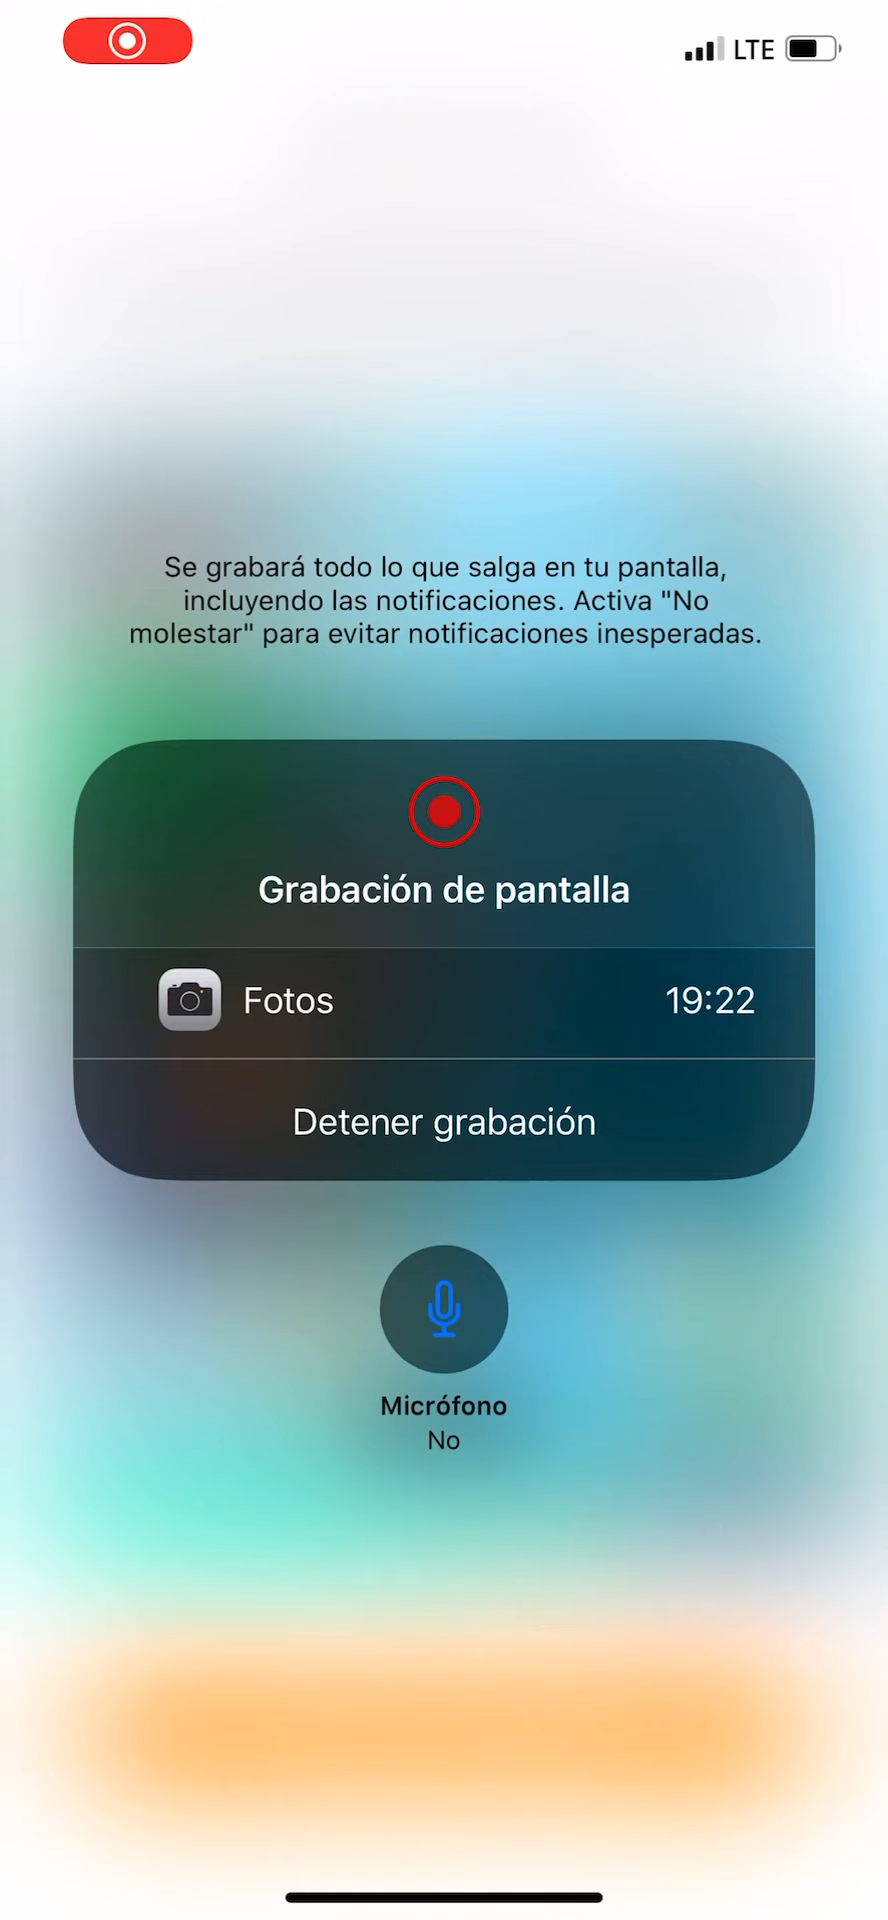 LTE
Se grabará todo lo que salga en tu pantalla,
incluyendo las notificaciones. Activa "No
molestar" para evitar notificaciones inesperadas.
Grabación de pantalla
Fotos 19:22
Detener grabación
Micrófono
No